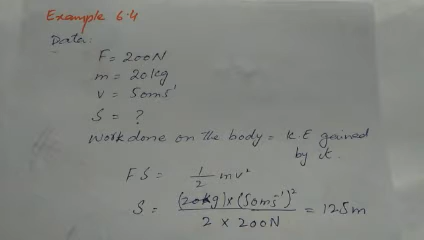 Example 6.4
Data:
F = 200N
m = 20kg
v = 50ms⁻¹
S = ?
Work done on the body = K.E gained
by it.
F S = 1/2 mv²
S = (20kg) x (50ms⁻¹)² / 2 x 200N = 125m